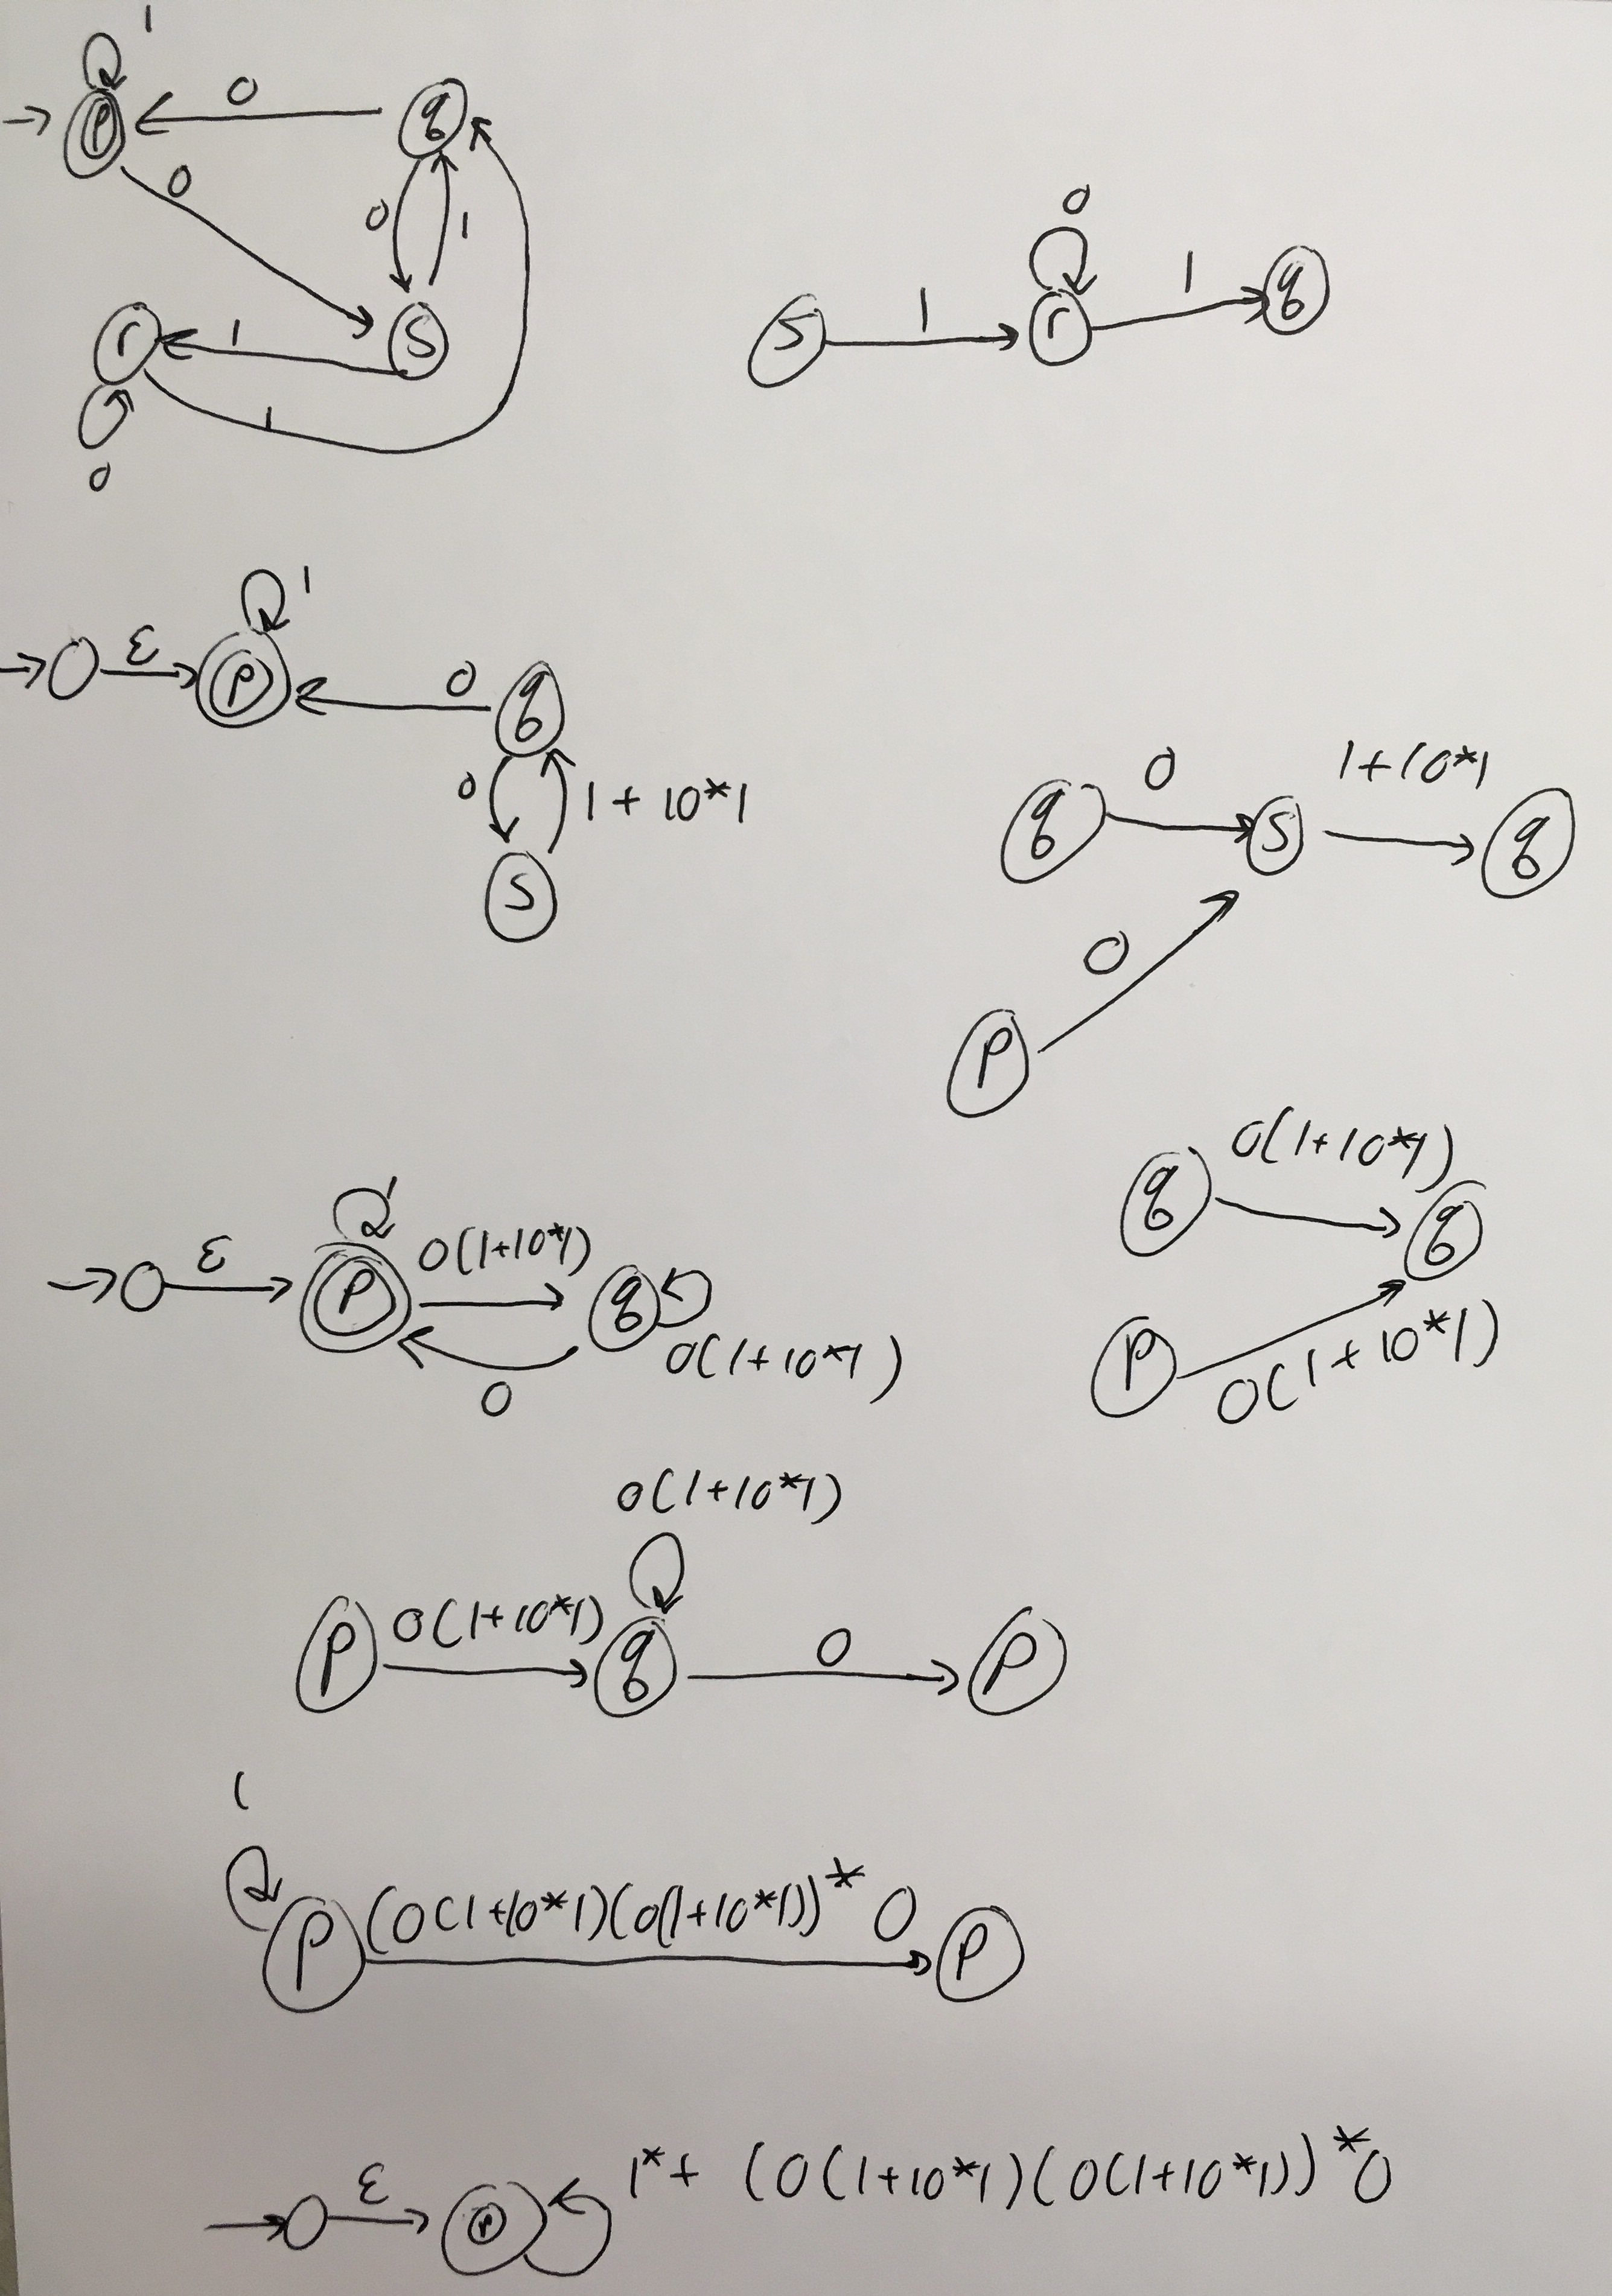 1
0
p
q
0
0
1
0
1
r
1
s
s
1
r
q
1
0
1
ε
p
0
q
0
1+10*1
s
0
1+10*1
q
s
q
0
p
0(1+10*1)
q
q
p
0(1+10*1)
1
ε
p
0(1+10*1)
q
0(1+10*1)
0
0(1+10*1)
p
0(1+10*1)
q
0
p
1
p
(0(1+10*1)(0(1+10*1))* 0
p
ε
p
1*+ (0(1+10*1)(0(1+10*1))*0